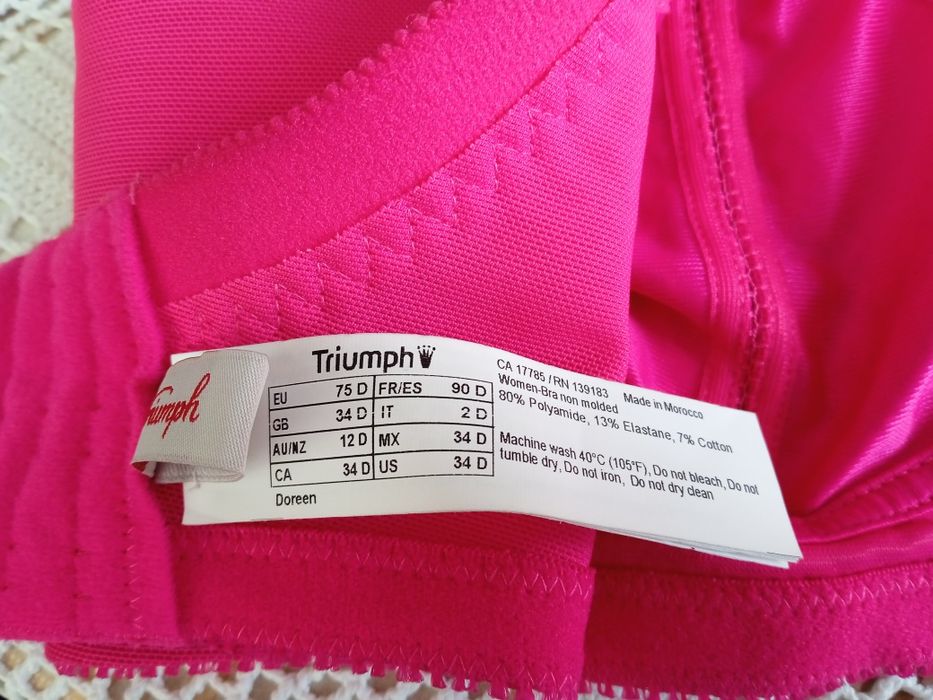 Triumph
Triumph
EU 75 D FR/ES 90 D
GB 34 D IT 2 D
AU/NZ 12 D MX 34 D
CA 34 D US 34 D
Doreen
CA 17785 / RN 139183 Made in Morocco
Women-Bra non molded
80% Polyamide, 13% Elastane, 7% Cotton
Machine wash 40°C (105°F), Do not bleach, Do not
tumble dry, Do not iron, Do not dry clean